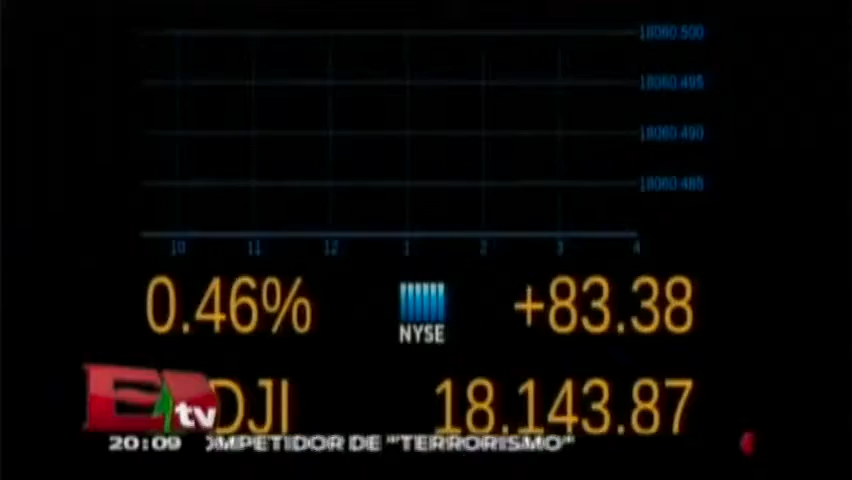 18060.500
18060.495
18060.490
18060.485
10 11 12 1 2 3 4
0.46% NYSE +83.38
DJI 18,143.87
E tv
20:09 OMPETIDOR DE "TERRORISMO"